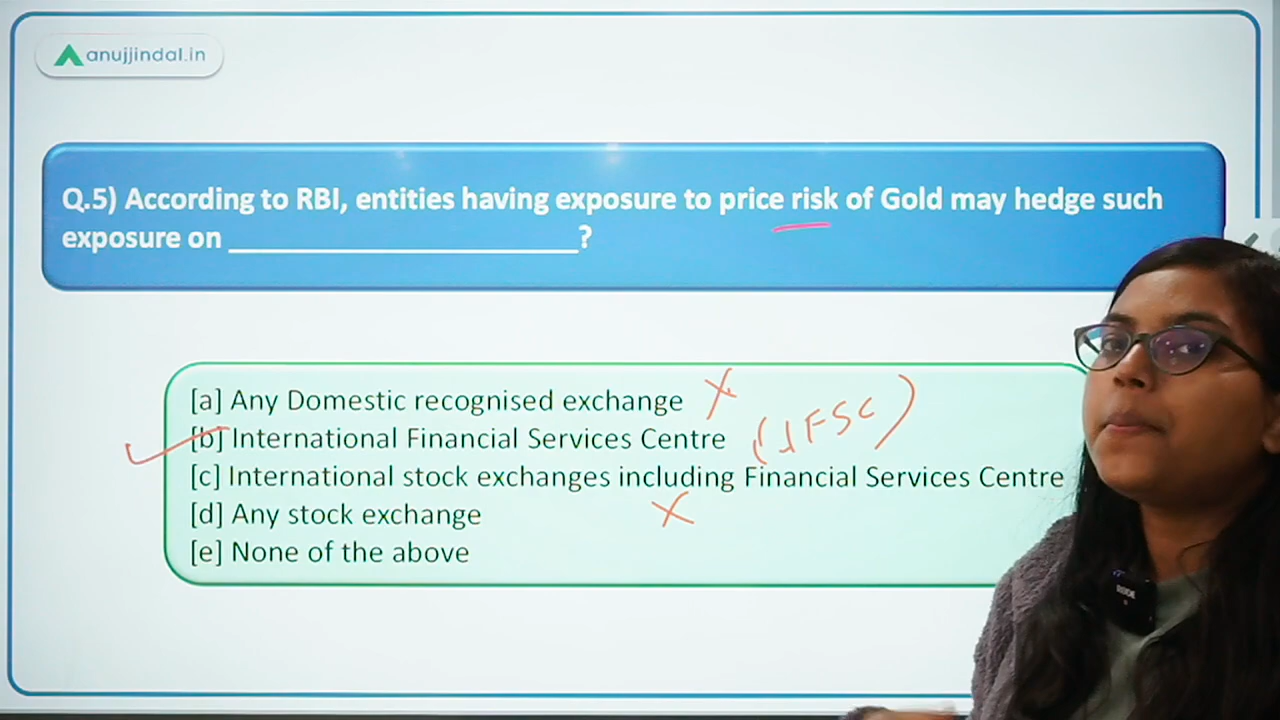 anujjindal.in
Q.5) According to RBI, entities having exposure to price risk of Gold may hedge such
exposure on ________________________?
[a] Any Domestic recognised exchange X
[b] International Financial Services Centre (IFSC)
[c] International stock exchanges including Financial Services Centre
X
[d] Any stock exchange
[e] None of the above